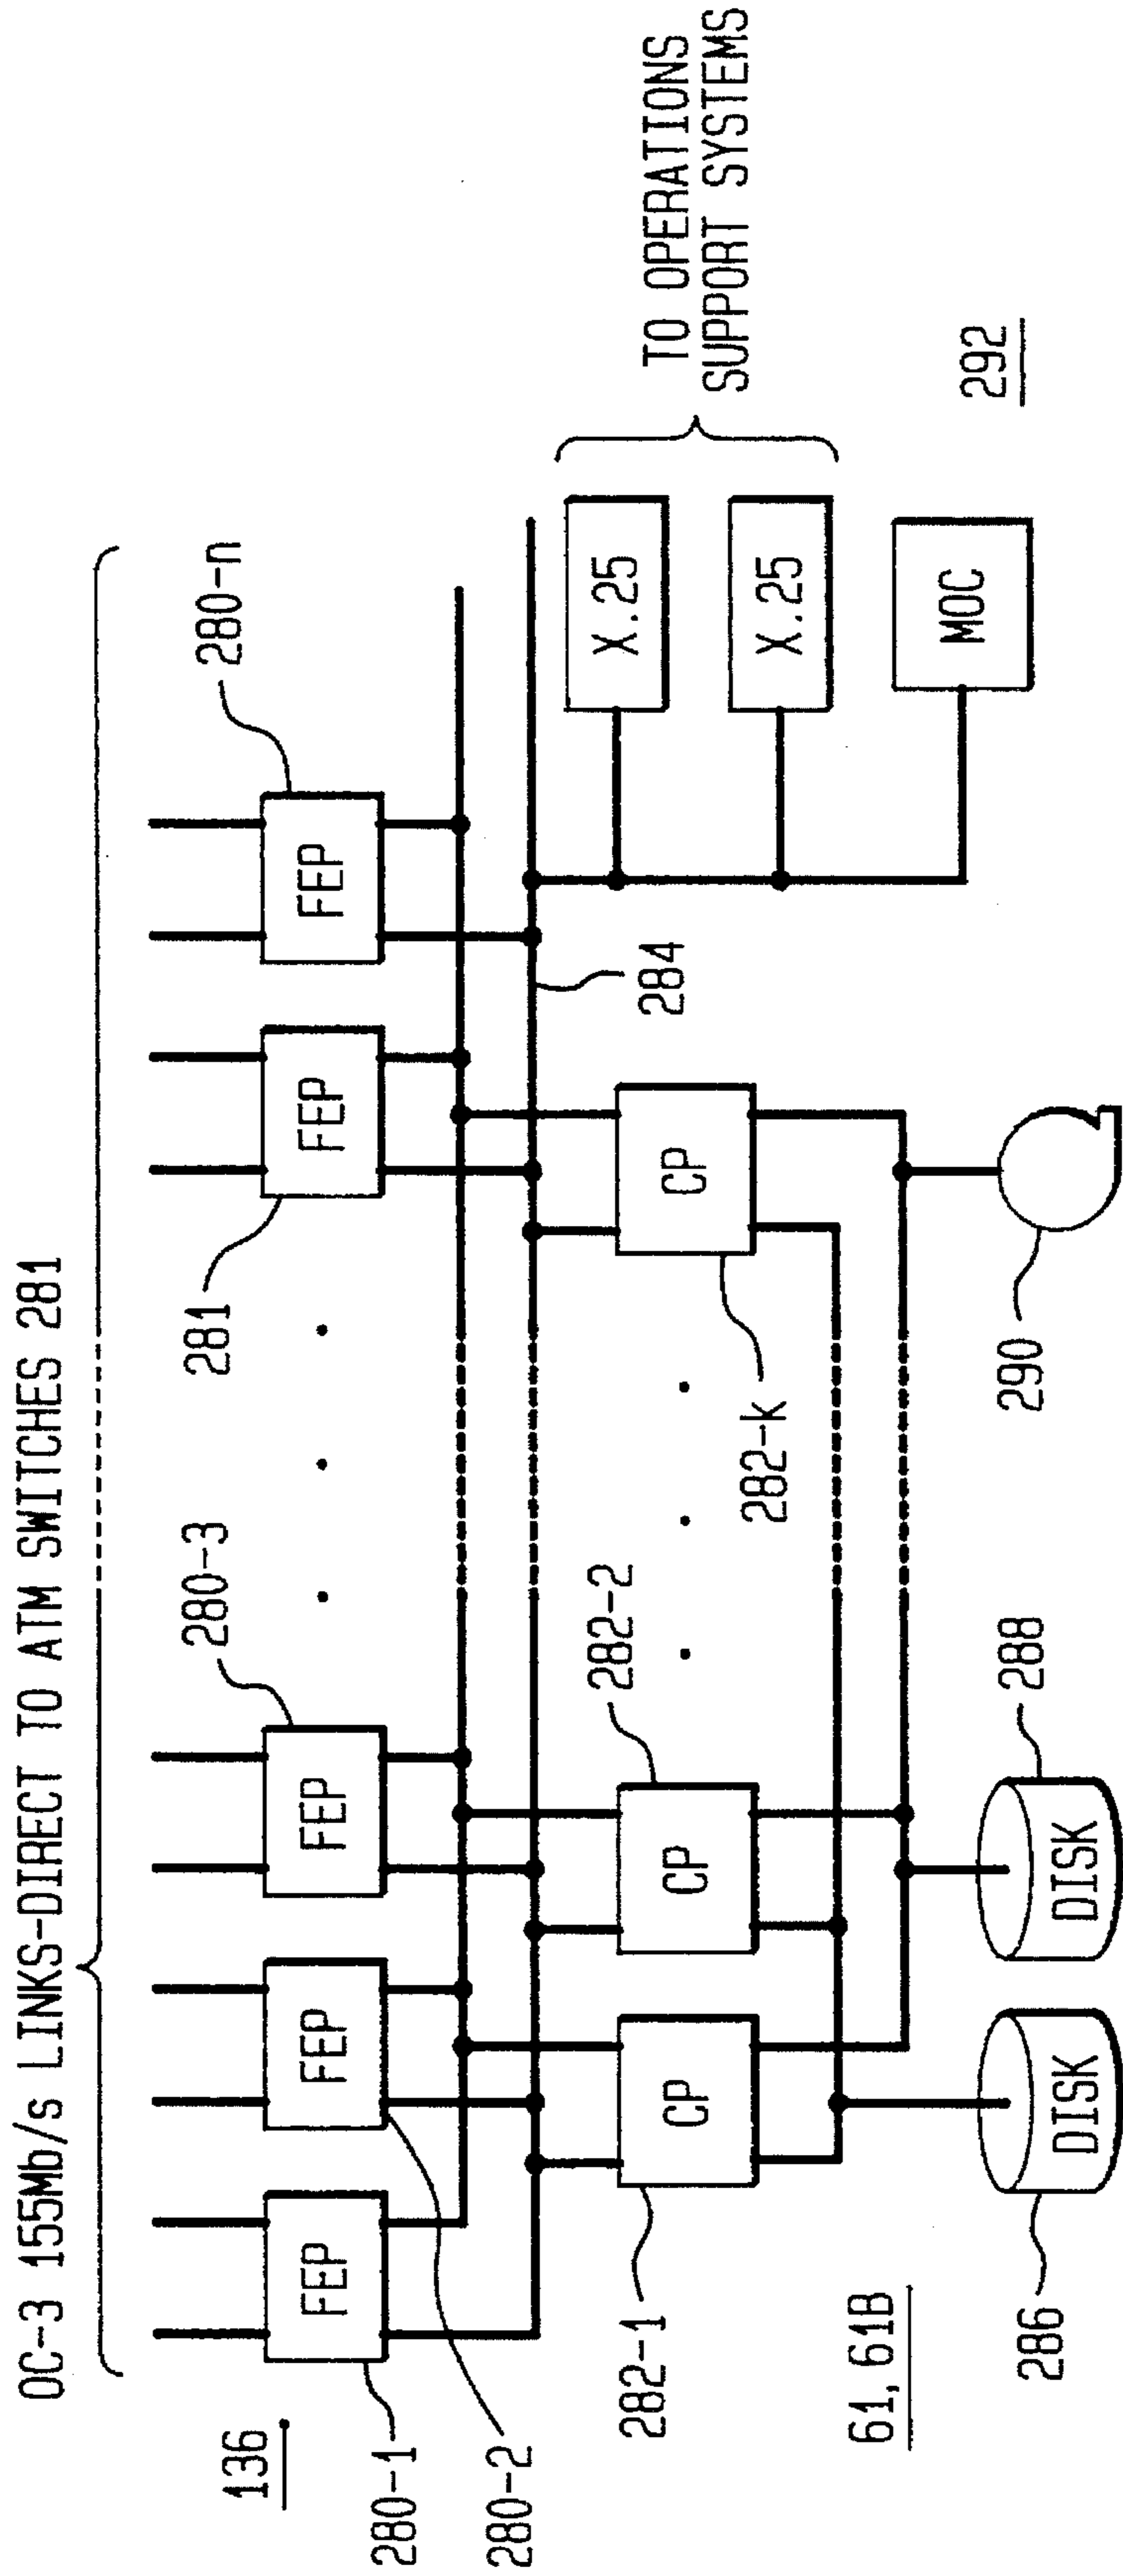 OC-3 155Mb/s LINKS-DIRECT TO ATM SWITCHES 281
136
280-1
280-2
280-3
281
280-n
FEP
FEP
FEP
FEP
FEP
284
282-1
282-2
282-k
CP
CP
CP
X.25
X.25
MOC
TO OPERATIONS
SUPPORT SYSTEMS
61, 61B
286
DISK
DISK
288
290
292